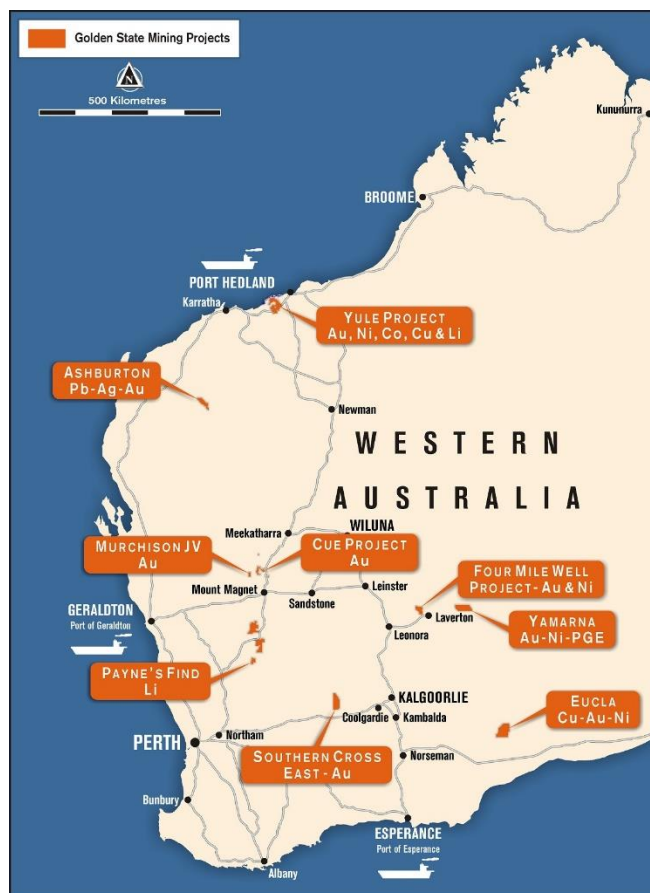 Golden State Mining Projects
N
500 Kilometres
Kununurra
BROOME
PORT HEDLAND
Karratha
YULE PROJECT
Au, Ni, Co, Cu & Li
ASHBURTON
Pb-Ag-Au
Newman
WESTERN
AUSTRALIA
Meekatharra
WILUNA
MURCHISON JV
Au
CUE PROJECT
Au
FOUR MILE WELL
PROJECT- Au & Ni
Mount Magnet
Sandstone
Leinster
GERALDTON
Port of Geraldton
Laverton
YAMARNA
Au-Ni-PGE
Leonora
PAYNE'S FIND
Li
KALGOORLIE
Coolgardie
Kambalda
EUCLA
Cu-Au-Ni
PERTH
Northam
SOUTHERN CROSS
EAST - Au
Norseman
Bunbury
ESPERANCE
Port of Esperance
Albany